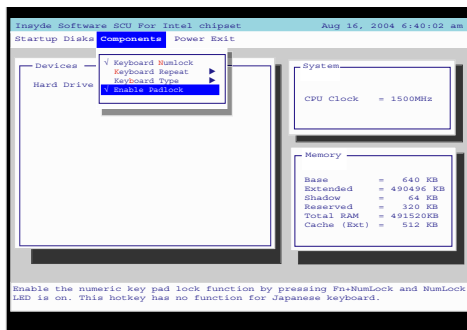 Insyde Software SCU For Intel chipset Aug 16, 2004 6:40:02 am
Startup Disks Components Power Exit
Devices
Hard Drive
√ Keyboard Numlock
Keyboard Repeat ▶
Keyboard Type ▶
√ Enable Padlock
System
CPU Clock = 1500MHz
Memory
Base = 640 KB
Extended = 490496 KB
Shadow = 64 KB
Reserved = 320 KB
Total RAM = 491520KB
Cache (Ext) = 512 KB
Enable the numeric key pad lock function by pressing Fn+NumLock and NumLock
LED is on. This hotkey has no function for Japanese keyboard.